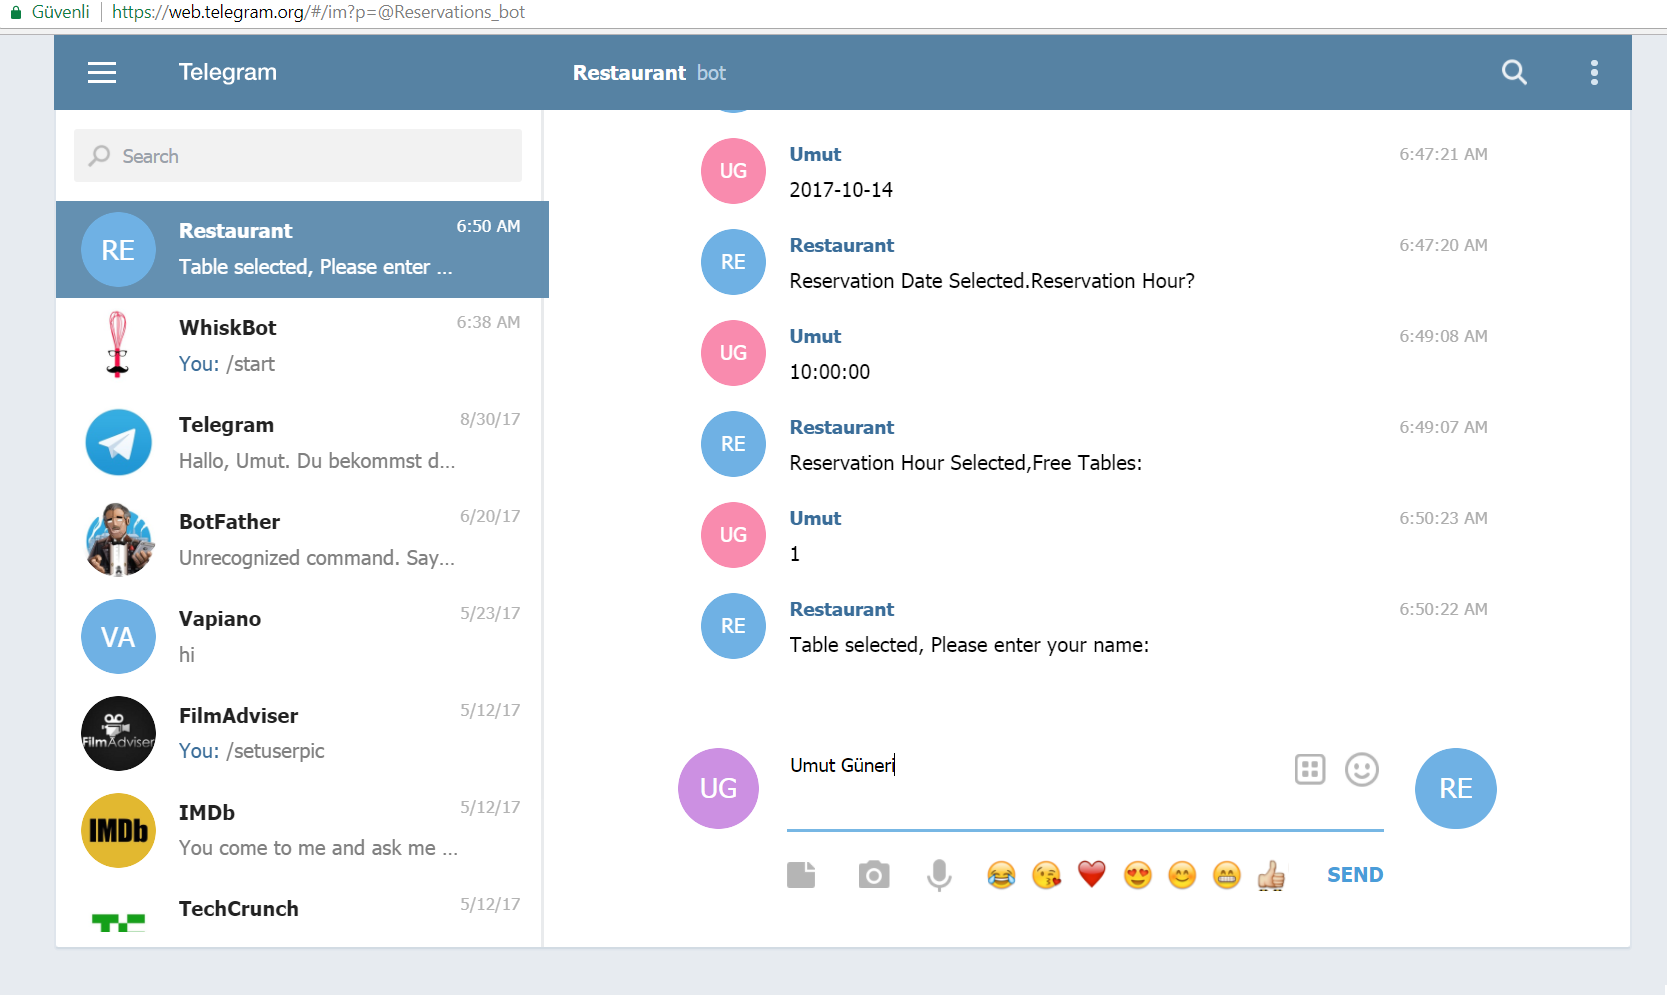 Güvenli https://web.telegram.org/#/im?p=@Reservations_bot
Telegram
Restaurant bot
Search
RE
Restaurant 6:50 AM
Table selected, Please enter ...
WhiskBot 6:38 AM
You: /start
Telegram 8/30/17
Hallo, Umut. Du bekommst d...
BotFather 6/20/17
Unrecognized command. Say...
VA
Vapiano 5/23/17
hi
FilmAdviser
FilmAdviser 5/12/17
You: /setuserpic
IMDb
IMDb 5/12/17
You come to me and ask me ...
TechCrunch 5/12/17
UG
Umut 6:47:21 AM
2017-10-14
RE
Restaurant 6:47:20 AM
Reservation Date Selected.Reservation Hour?
UG
Umut 6:49:08 AM
10:00:00
RE
Restaurant 6:49:07 AM
Reservation Hour Selected,Free Tables:
UG
Umut 6:50:23 AM
1
RE
Restaurant 6:50:22 AM
Table selected, Please enter your name:
UG
Umut Güneri
RE
SEND